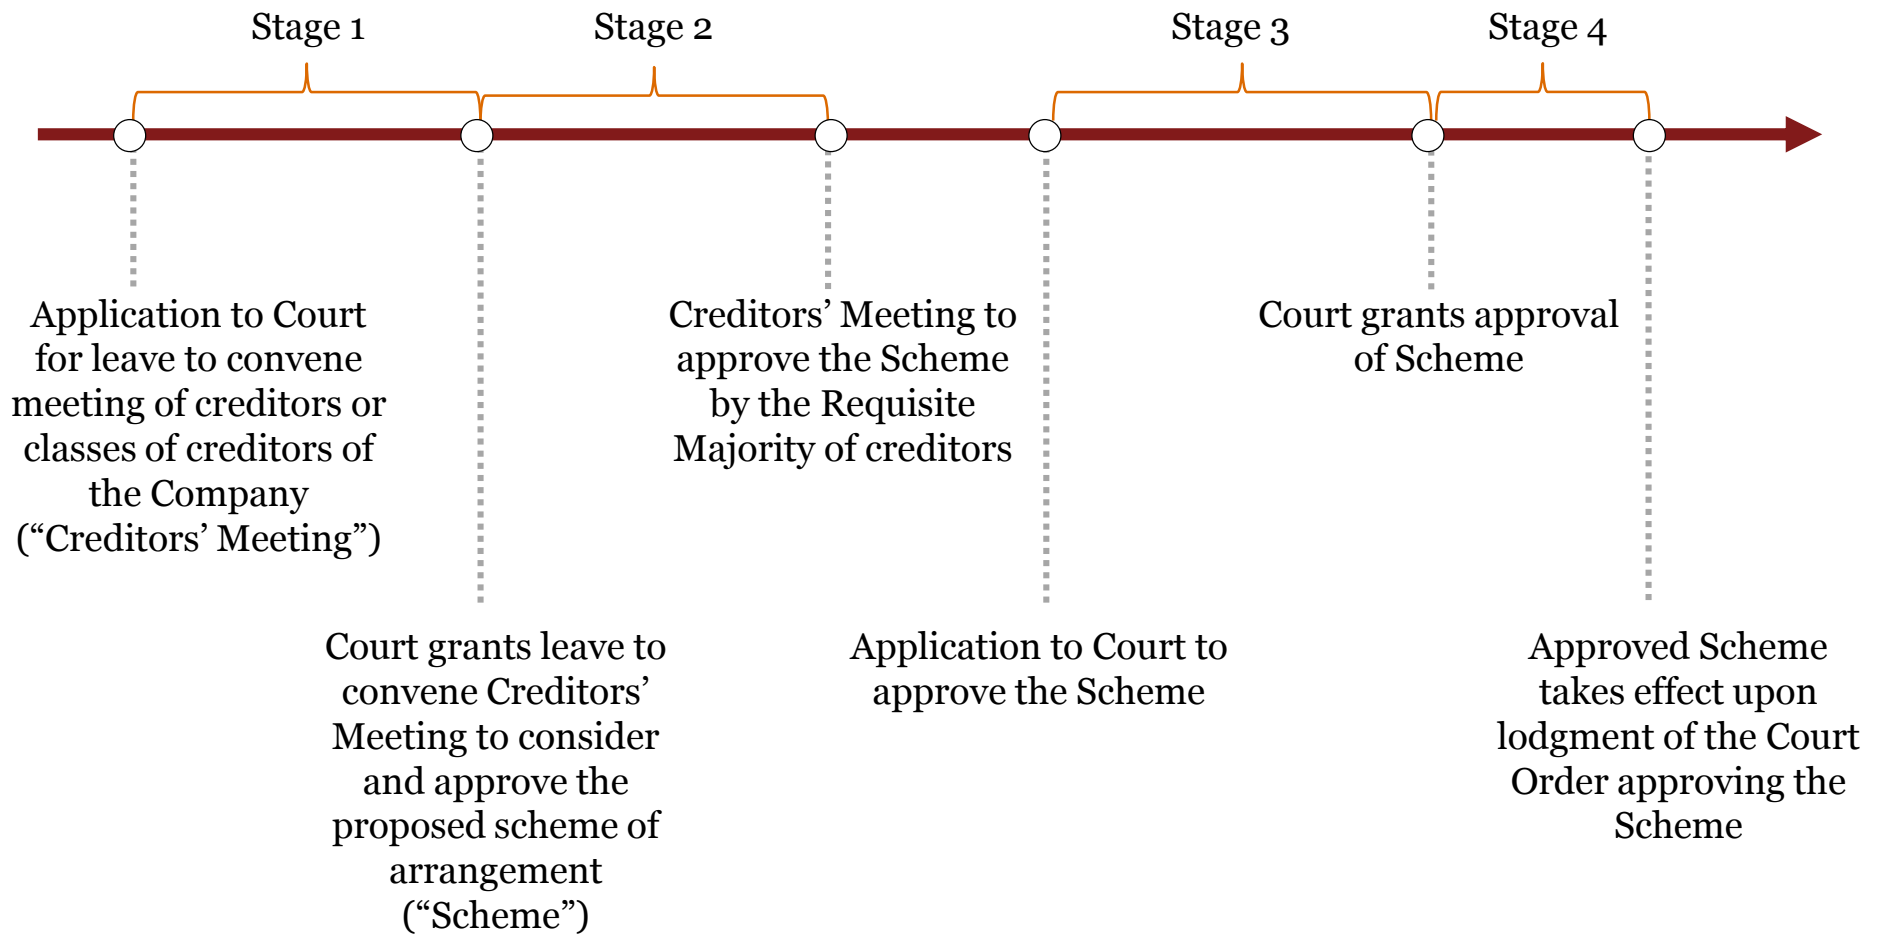 Stage 1
Stage 2
Stage 3
Stage 4
Application to Court
for leave to convene
meeting of creditors or
classes of creditors of
the Company
(“Creditors’ Meeting”)
Court grants leave to
convene Creditors’
Meeting to consider
and approve the
proposed scheme of
arrangement
(“Scheme”)
Creditors’ Meeting to
approve the Scheme
by the Requisite
Majority of creditors
Application to Court to
approve the Scheme
Court grants approval
of Scheme
Approved Scheme
takes effect upon
lodgment of the Court
Order approving the
Scheme